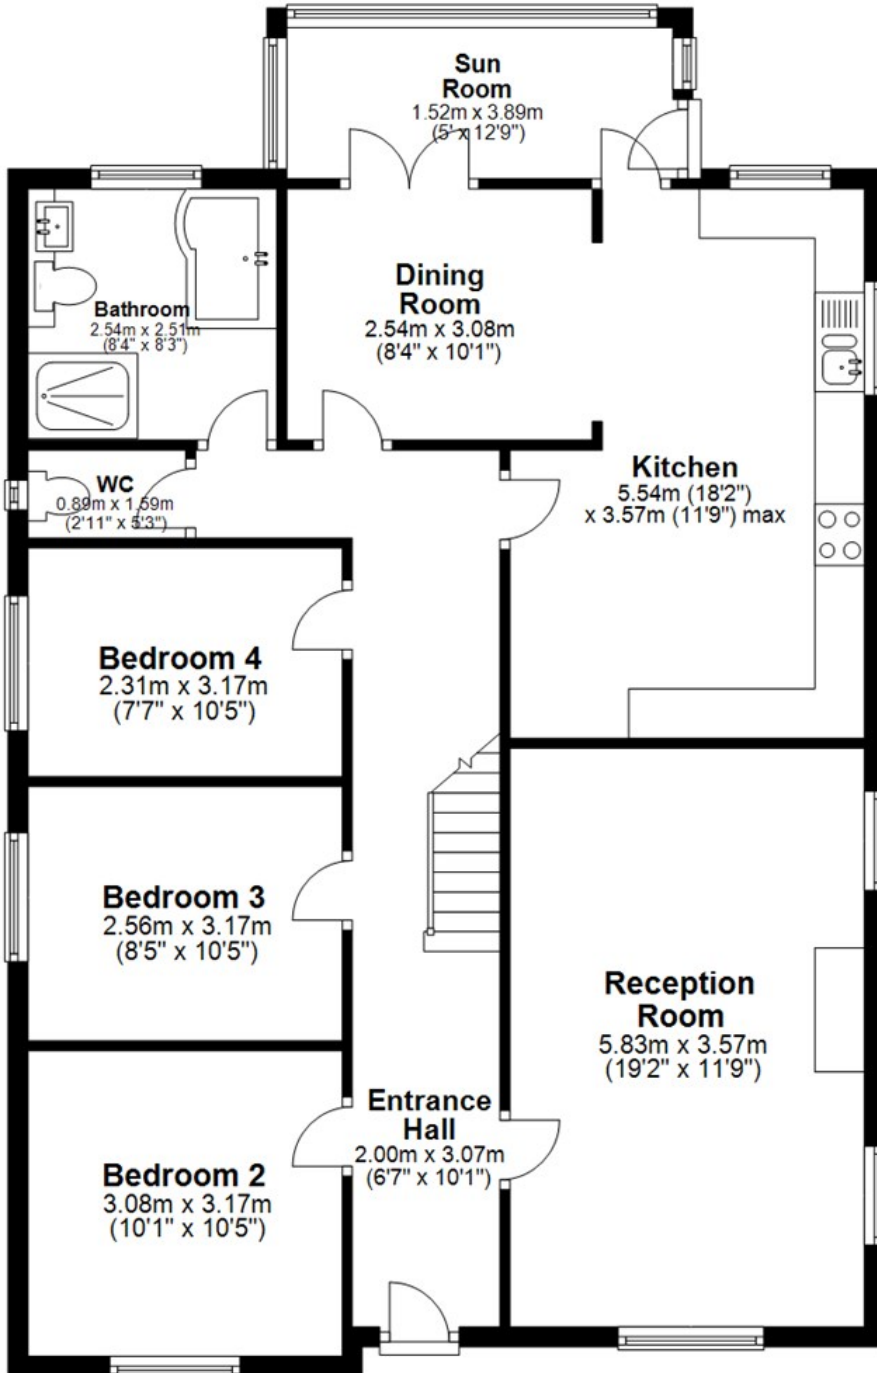 Sun
Room
1.52m x 3.89m
(5' x 12'9")
Bathroom
2.54m x 2.51m
(8'4" x 8'3")
Dining
Room
2.54m x 3.08m
(8'4" x 10'1")
WC
0.89m x 1.59m
(2'11" x 5'3")
Kitchen
5.54m (18'2")
x 3.57m (11'9") max
Bedroom 4
2.31m x 3.17m
(7'7" x 10'5")
Bedroom 3
2.56m x 3.17m
(8'5" x 10'5")
Reception
Room
5.83m x 3.57m
(19'2" x 11'9")
Entrance
Hall
2.00m x 3.07m
(6'7" x 10'1")
Bedroom 2
3.08m x 3.17m
(10'1" x 10'5")